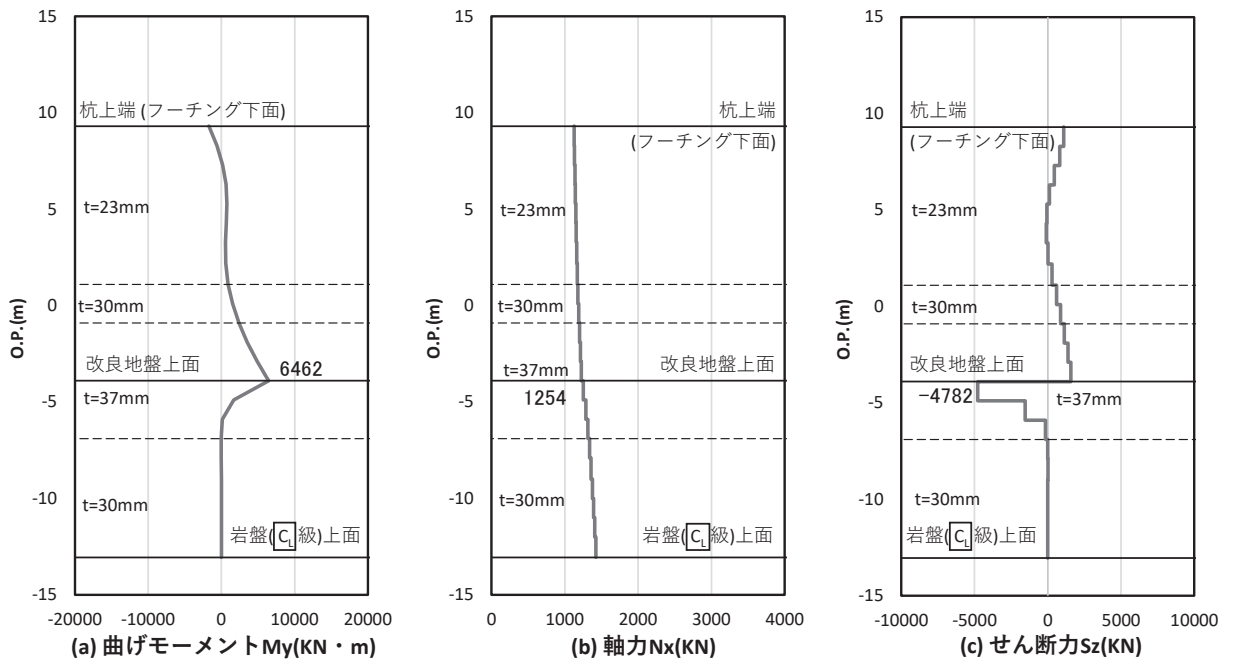 15
10
5
0
-5
-10
-15
O.P.(m)
杭上端 (フーチング下面)
t=23mm
t=30mm
改良地盤上面
6462
t=37mm
t=30mm
岩盤(CL級)上面
-20000 -10000 0 10000 20000
(a) 曲げモーメントMy(KN・m)
15
10
5
0
-5
-10
-15
O.P.(m)
杭上端
(フーチング下面)
t=23mm
t=30mm
改良地盤上面
t=37mm
1254
t=30mm
岩盤(CL級)上面
0 1000 2000 3000 4000
(b) 軸力Nx(KN)
15
10
5
0
-5
-10
-15
O.P.(m)
杭上端
(フーチング下面)
t=23mm
t=30mm
改良地盤上面
-4782
t=37mm
t=30mm
岩盤(CL級)上面
-10000 -5000 0 5000 10000
(c) せん断力Sz(KN)